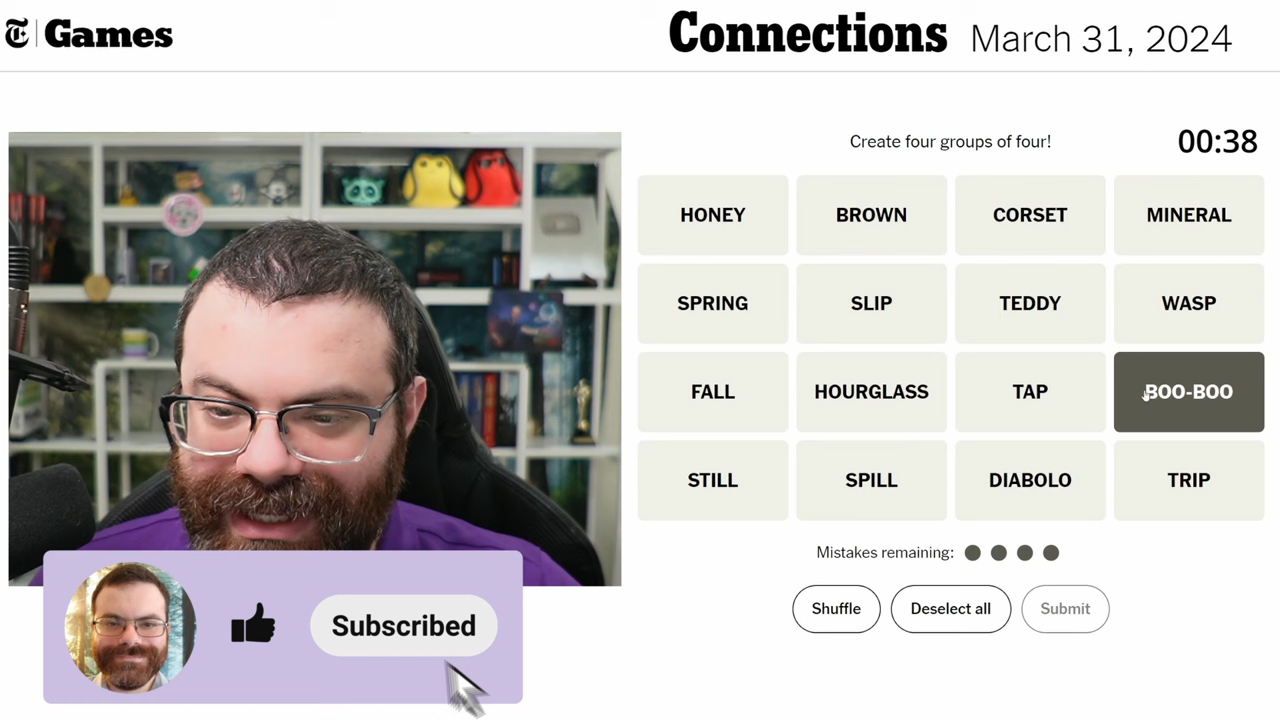 T Games
Connections March 31, 2024
Create four groups of four!
00:38
HONEY BROWN CORSET MINERAL
SPRING SLIP TEDDY WASP
FALL HOURGLASS TAP BOO-BOO
STILL SPILL DIABOLO TRIP
Mistakes remaining:
Shuffle Deselect all Submit
Subscribed